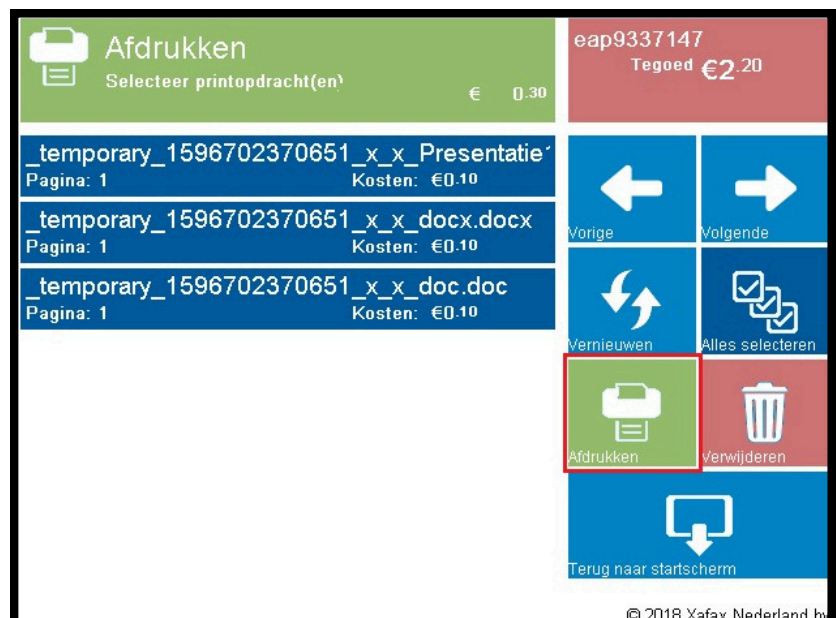 Afdrukken
Selecteer printopdracht(en)
€ 0.30
eap9337147
Tegoed €2.20
_temporary_1596702370651_x_x_Presentatie1
Pagina: 1 Kosten: €0.10
_temporary_1596702370651_x_x_docx.docx
Pagina: 1 Kosten: €0.10
_temporary_1596702370651_x_x_doc.doc
Pagina: 1 Kosten: €0.10
Vorige
Volgende
Vernieuwen
Alles selecteren
Afdrukken
Verwijderen
Terug naar startscherm
© 2018 Xafax Nederland bv